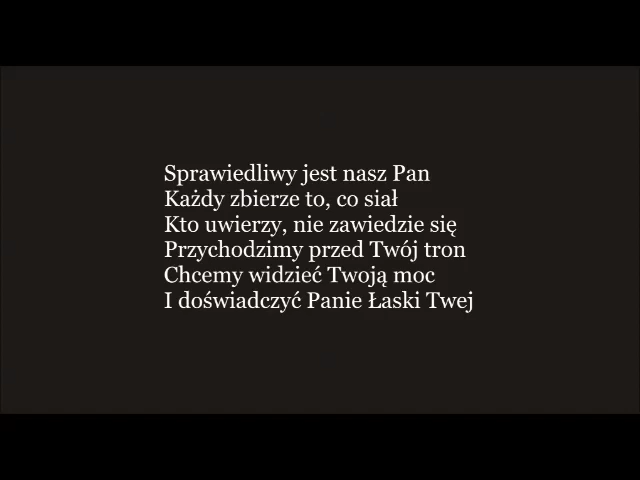 Sprawiedliwy jest nasz Pan
Każdy zbierze to, co siał
Kto uwierzy, nie zawiedzie się
Przychodzimy przed Twój tron
Chcemy widzieć Twoją moc
I doświadczyć Panie Łaski Twej